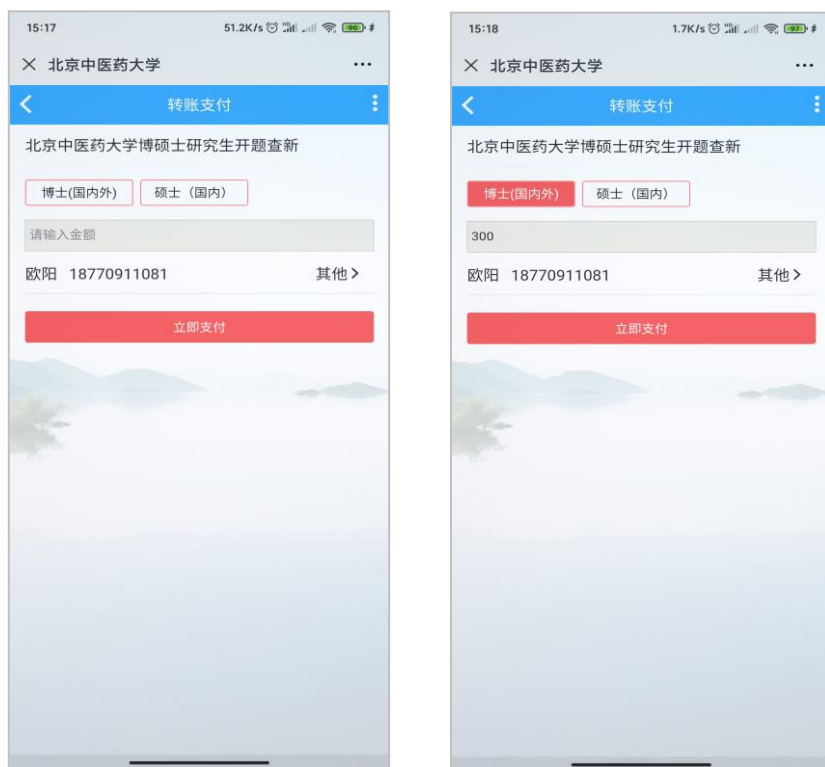 15:17 51.2K/s 96
× 北京中医药大学 ...
转账支付
北京中医药大学博硕士研究生开题查新
博士(国内外) 硕士（国内）
请输入金额
欧阳 18770911081 其他>
立即支付
15:18 1.7K/s 97
× 北京中医药大学 ...
转账支付
北京中医药大学博硕士研究生开题查新
博士(国内外) 硕士（国内）
300
欧阳 18770911081 其他>
立即支付